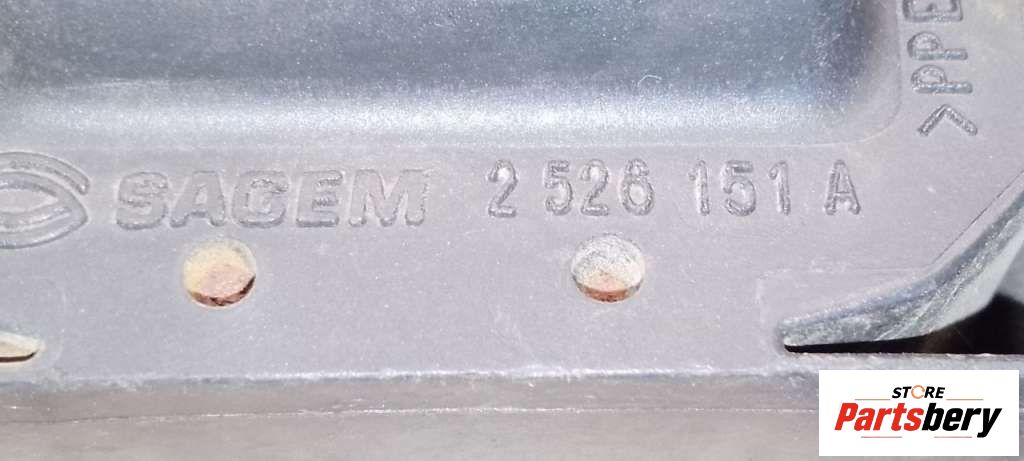 >PP
SAGEM 2 526 151 A
STORE
Partsbery